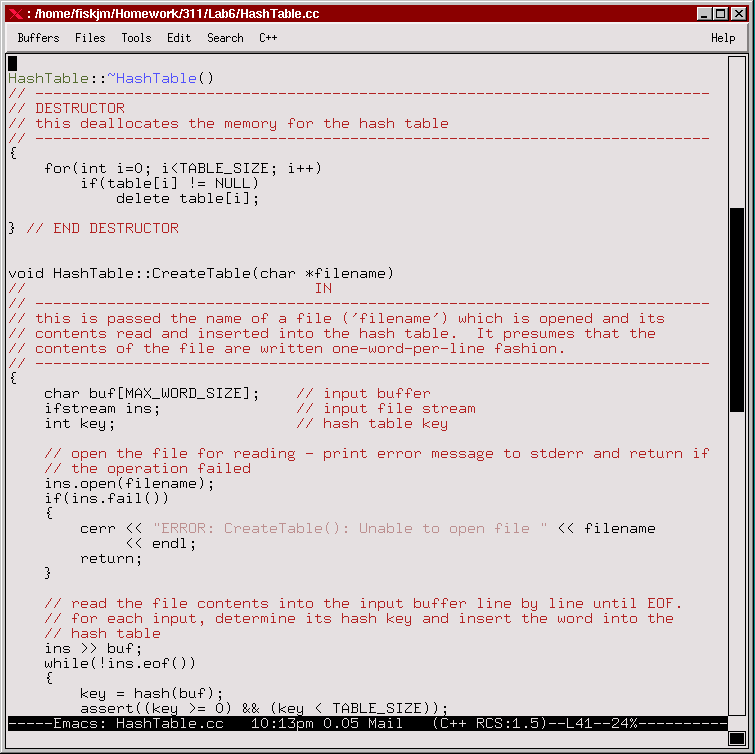 X : /home/fiskjm/Homework/311/Lab6/HashTable.cc
Buffers Files Tools Edit Search C++ Help
HashTable::~HashTable()
// ---------------------------------------------------------------------------
// DESTRUCTOR
// this deallocates the memory for the hash table
// ---------------------------------------------------------------------------
{
    for(int i=0; i<TABLE_SIZE; i++)
        if(table[i] != NULL)
            delete table[i];

} // END DESTRUCTOR


void HashTable::CreateTable(char *filename)
//                                IN
// ---------------------------------------------------------------------------
// this is passed the name of a file ('filename') which is opened and its
// contents read and inserted into the hash table.  It presumes that the
// contents of the file are written one-word-per-line fashion.
// ---------------------------------------------------------------------------
{
    char buf[MAX_WORD_SIZE];    // input buffer
    ifstream ins;               // input file stream
    int key;                    // hash table key

    // open the file for reading - print error message to stderr and return if
    // the operation failed
    ins.open(filename);
    if(ins.fail())
    {
        cerr << "ERROR: CreateTable(): Unable to open file " << filename
             << endl;
        return;
    }

    // read the file contents into the input buffer line by line until EOF.
    // for each input, determine its hash key and insert the word into the
    // hash table
    ins >> buf;
    while(!ins.eof())
    {
        key = hash(buf);
        assert((key >= 0) && (key < TABLE_SIZE));
-----Emacs: HashTable.cc   10:13pm 0.05 Mail   (C++ RCS:1.5)--L41--24%----------